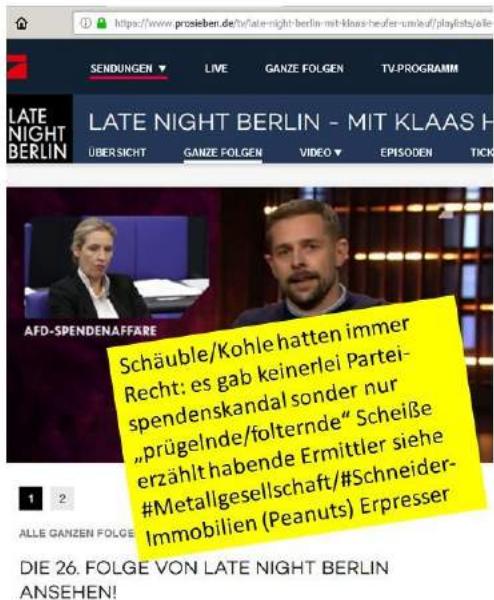 https://www.prosieben.de/tv/late-night-berlin-mit-klaas-heufer-umlauf/playlists/alle
SENDUNGEN ▼ LIVE GANZE FOLGEN TV-PROGRAMM
LATE
NIGHT
BERLIN
LATE NIGHT BERLIN - MIT KLAAS H
ÜBERSICHT GANZE FOLGEN VIDEO ▼ EPISODEN TICK
AFD-SPENDENAFFÄRE
Schäuble/Kohle hatten immer
Recht: es gab keinerlei Partei-
spendenskandal sonder nur
„prügelnde/folternde“ Scheiße
erzählt habende Ermittler siehe
#Metallgesellschaft/#Schneider-
Immobilien (Peanuts) Erpresser
1 2
ALLE GANZEN FOLGE
DIE 26. FOLGE VON LATE NIGHT BERLIN
ANSEHEN!